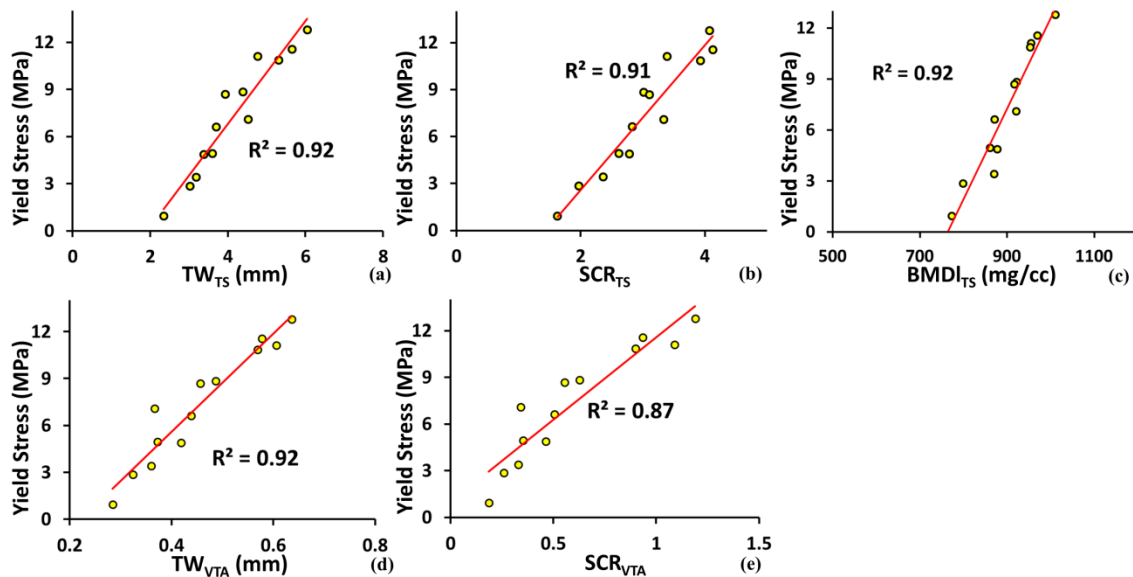 Yield Stress (MPa)
12
9
6
3
0
R² = 0.92
0 2 4 6 8
TW_TS (mm)
(a)
Yield Stress (MPa)
12
9
6
3
0
R² = 0.91
0 2 4
SCR_TS
(b)
Yield Stress (MPa)
12
9
6
3
0
R² = 0.92
500 700 900 1100
BMDI_TS (mg/cc)
(c)
Yield Stress (MPa)
12
9
6
3
0
R² = 0.92
0.2 0.4 0.6 0.8
TW_VTA (mm)
(d)
Yield Stress (MPa)
12
9
6
3
0
R² = 0.87
0 0.5 1 1.5
SCR_VTA
(e)